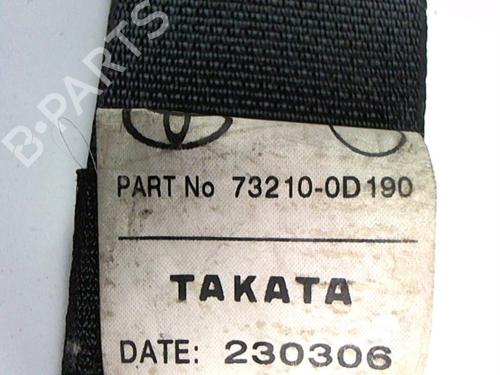 B-PARTS
PART No 73210-0D190
TAKATA
DATE: 230306